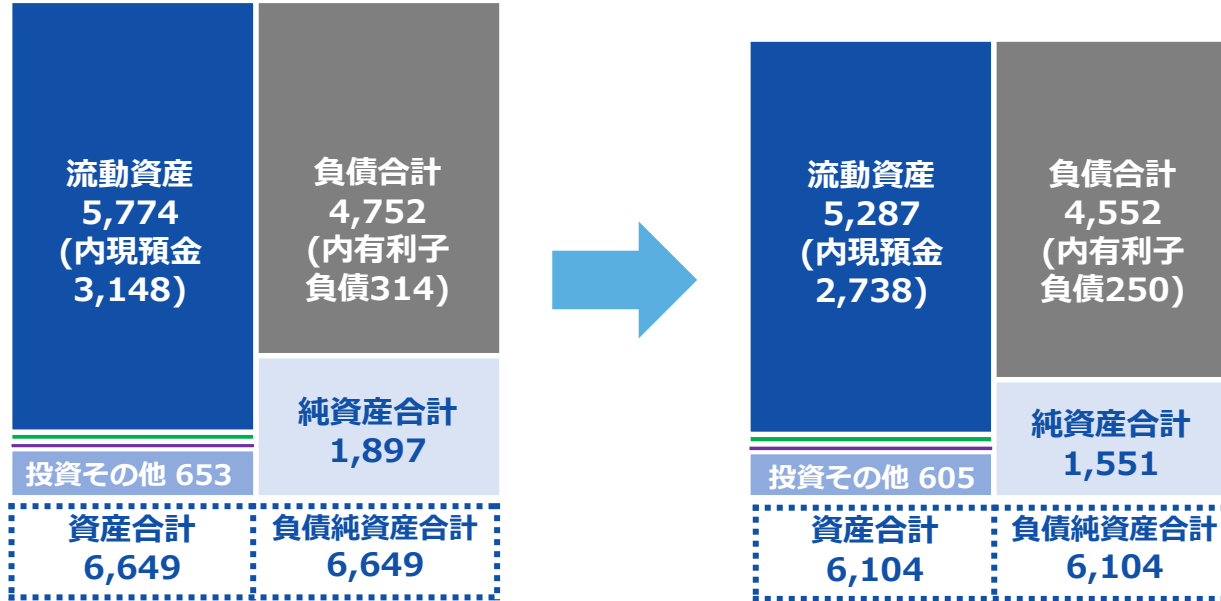 流動資産
5,774
(内現預金
3,148)
負債合計
4,752
(内有利子
負債314)
純資産合計
1,897
投資その他 653
資産合計
6,649
負債純資産合計
6,649
流動資産
5,287
(内現預金
2,738)
負債合計
4,552
(内有利子
負債250)
純資産合計
1,551
投資その他 605
資産合計
6,104
負債純資産合計
6,104